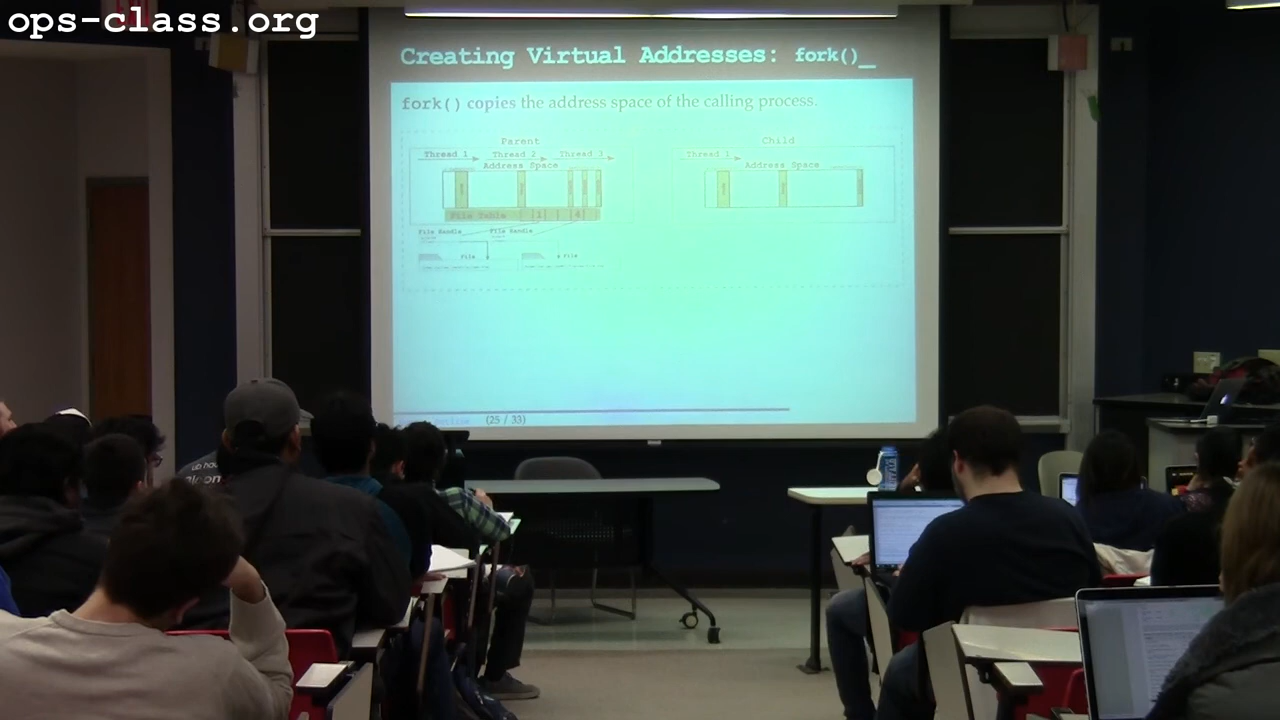 ops-class.org
Creating Virtual Addresses: fork()_
fork() copies the address space of the calling process.
Parent
Child
Thread 1 Thread 2 Thread 3
Thread 1
Address Space
Address Space
File Table
File Handle File Handle
File File
(25 / 33)